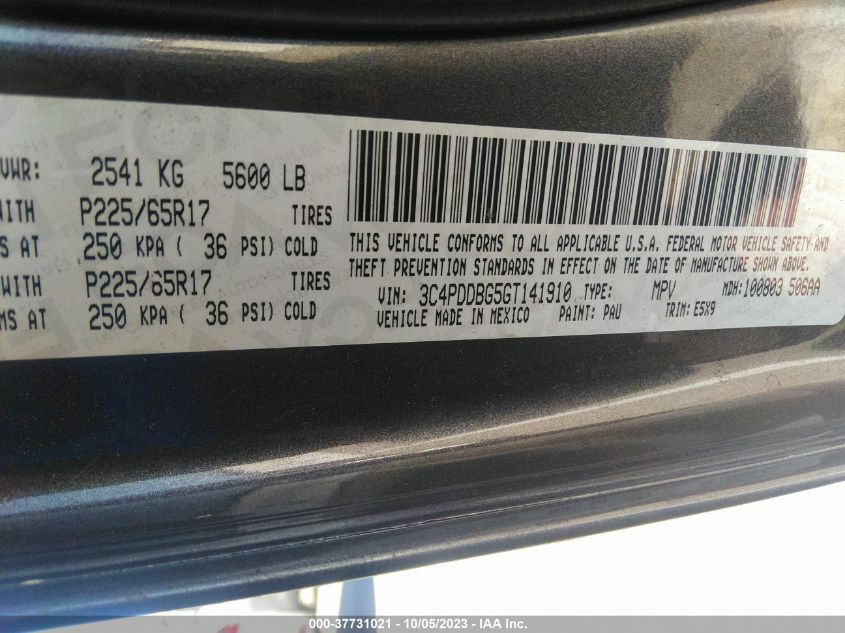 VWR: 2541 KG 5600 LB
WITH P225/65R17 TIRES
S AT 250 KPA ( 36 PSI) COLD
WITH P225/65R17 TIRES
MS AT 250 KPA ( 36 PSI) COLD
THIS VEHICLE CONFORMS TO ALL APPLICABLE U.S.A. FEDERAL MOTOR VEHICLE SAFETY AND
THEFT PREVENTION STANDARDS IN EFFECT ON THE DATE OF MANUFACTURE SHOWN ABOVE.
VIN: 3C4PDDBG5GT141910 TYPE: MPV MDH: 100803 506AA
VEHICLE MADE IN MEXICO PAINT: PAU TRIM: E5X9
000-37731021 - 10/05/2023 - IAA Inc.